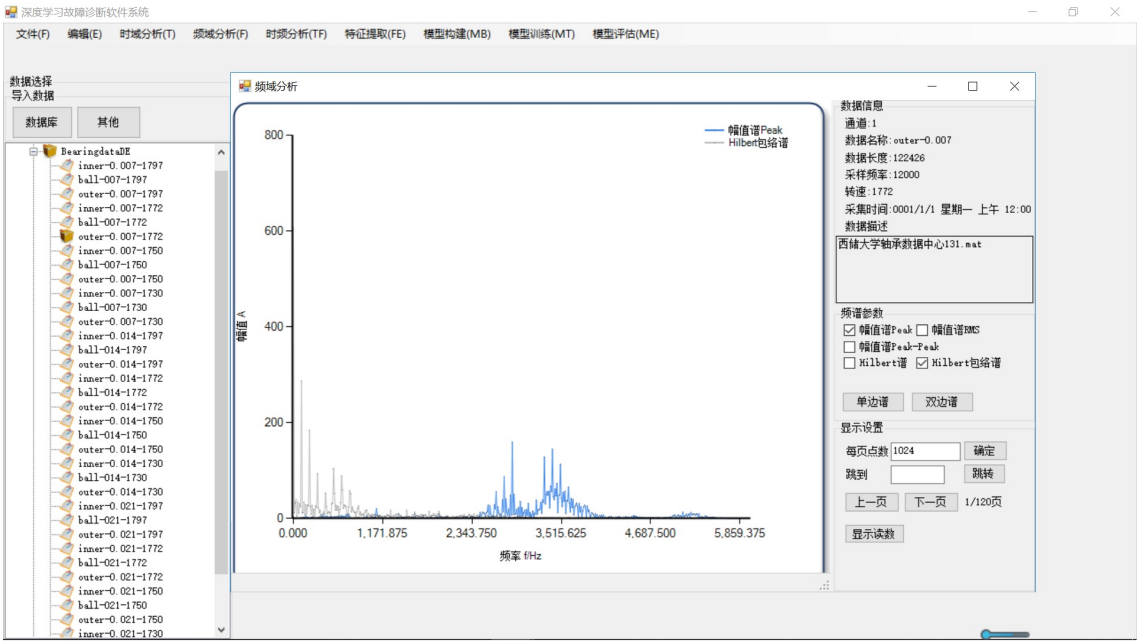 深度学习故障诊断软件系统
文件(F) 编辑(E) 时域分析(T) 频域分析(F) 时频分析(TF) 特征提取(FE) 模型构建(MB) 模型训练(MT) 模型评估(ME)
数据选择
导入数据
数据库 其他
BearingdataDE
inner-0.007-1797
ball-007-1797
outer-0.007-1797
inner-0.007-1772
ball-007-1772
outer-0.007-1772
inner-0.007-1750
ball-007-1750
outer-0.007-1750
inner-0.007-1730
ball-007-1730
outer-0.007-1730
inner-0.014-1797
ball-014-1797
outer-0.014-1797
inner-0.014-1772
ball-014-1772
outer-0.014-1772
inner-0.014-1750
ball-014-1750
outer-0.014-1750
inner-0.014-1730
ball-014-1730
outer-0.014-1730
inner-0.021-1797
ball-021-1797
outer-0.021-1797
inner-0.021-1772
ball-021-1772
outer-0.021-1772
inner-0.021-1750
ball-021-1750
outer-0.021-1750
inner-0.021-1730
频域分析
幅值谱Peak
Hilbert包络谱
800
600
400
200
0
幅值 A
0.000 1,171.875 2,343.750 3,515.625 4,687.500 5,859.375
频率 f/Hz
数据信息
通道:1
数据名称:outer-0.007
数据长度:122426
采样频率:12000
转速:1772
采集时间:0001/1/1 星期一 上午 12:00
数据描述
西储大学轴承数据中心131.mat
频谱参数
幅值谱Peak 幅值谱RMS
幅值谱Peak-Peak
Hilbert谱 Hilbert包络谱
单边谱 双边谱
显示设置
每页点数 1024 确定
跳到 跳转
上一页 下一页 1/120页
显示读数